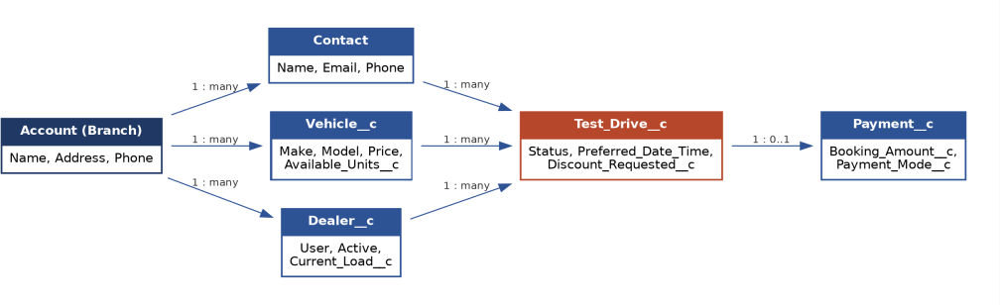 Contact
Name, Email, Phone
1 : many
1 : many
Account (Branch)
Name, Address, Phone
1 : many
Vehicle__c
Make, Model, Price,
Available_Units__c
1 : many
Test_Drive__c
Status, Preferred_Date_Time,
Discount_Requested__c
1 : 0..1
Payment__c
Booking_Amount__c,
Payment_Mode__c
1 : many
1 : many
Dealer__c
User, Active,
Current_Load__c